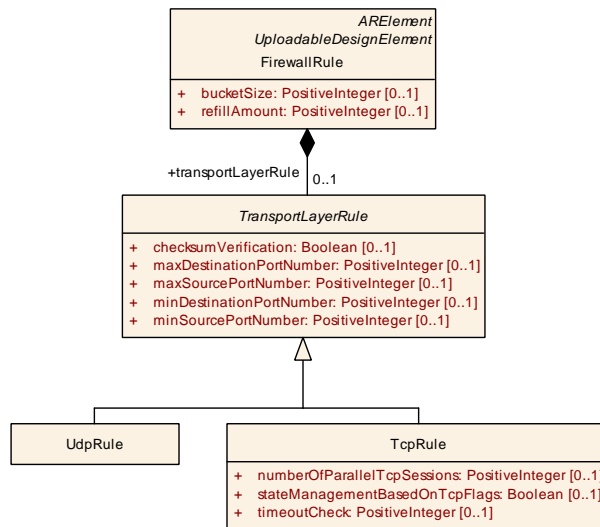 ARElement
UploadableDesignElement
FirewallRule
+ bucketSize: PositiveInteger [0..1]
+ refillAmount: PositiveInteger [0..1]
+transportLayerRule
0..1
TransportLayerRule
+ checksumVerification: Boolean [0..1]
+ maxDestinationPortNumber: PositiveInteger [0..1]
+ maxSourcePortNumber: PositiveInteger [0..1]
+ minDestinationPortNumber: PositiveInteger [0..1]
+ minSourcePortNumber: PositiveInteger [0..1]
UdpRule
TcpRule
+ numberOfParallelTcpSessions: PositiveInteger [0..1]
+ stateManagementBasedOnTcpFlags: Boolean [0..1]
+ timeoutCheck: PositiveInteger [0..1]